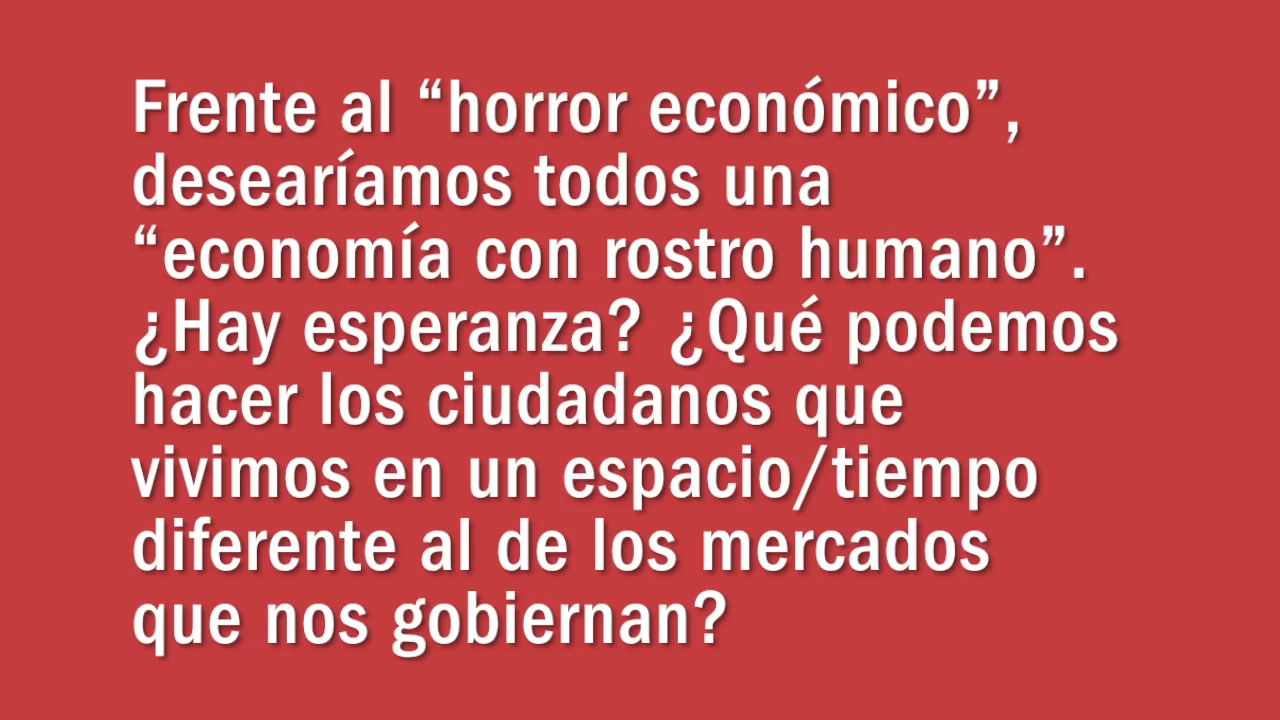 Frente al “horror económico”,
desearíamos todos una
“economía con rostro humano”.
¿Hay esperanza? ¿Qué podemos
hacer los ciudadanos que
vivimos en un espacio/tiempo
diferente al de los mercados
que nos gobiernan?